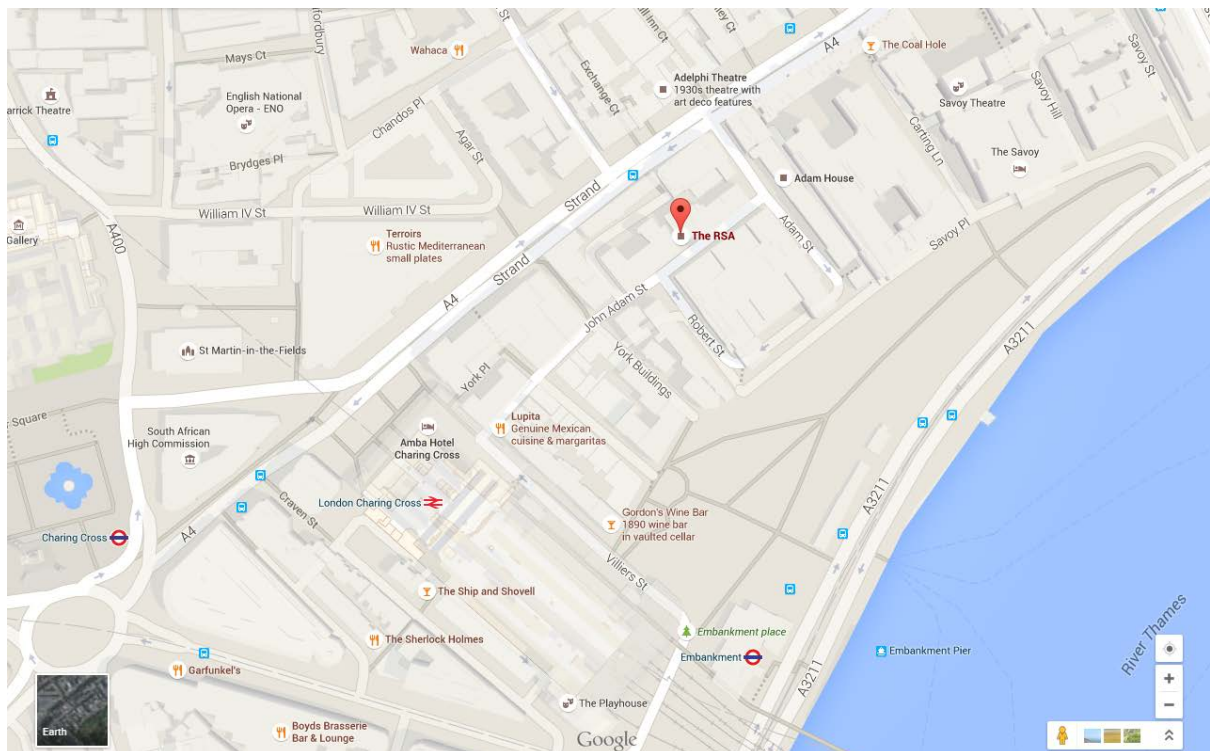 Wahaca
A4
The Coal Hole
Savoy St
Mays Ct
Exchange Ct
Adelphi Theatre
1930s theatre with
art deco features
Savoy Theatre
Savoy Hill
English National
Opera - ENO
arrick Theatre
Chandos Pl
Agar St
Carting Ln
The Savoy
Brydges Pl
Adam House
William IV St
William IV St
Strand
Gallery
A400
Terroirs
Rustic Mediterranean
small plates
The RSA
Adam St
Savoy Pl
Strand
A4
John Adam St
Robert St
A3211
St Martin-in-the-Fields
York Pl
York Buildings
Square
South African
High Commission
Amba Hotel
Charing Cross
Lupita
Genuine Mexican
cuisine & margaritas
London Charing Cross
Craven St
A3211
Charing Cross
A4
Gordon's Wine Bar
1890 wine bar
in vaulted cellar
Villiers St
The Ship and Shovell
Embankment place
The Sherlock Holmes
Embankment
Embankment Pier
River Thames
Garfunkel's
A3211
The Playhouse
Earth
Boyds Brasserie
Bar & Lounge
Google